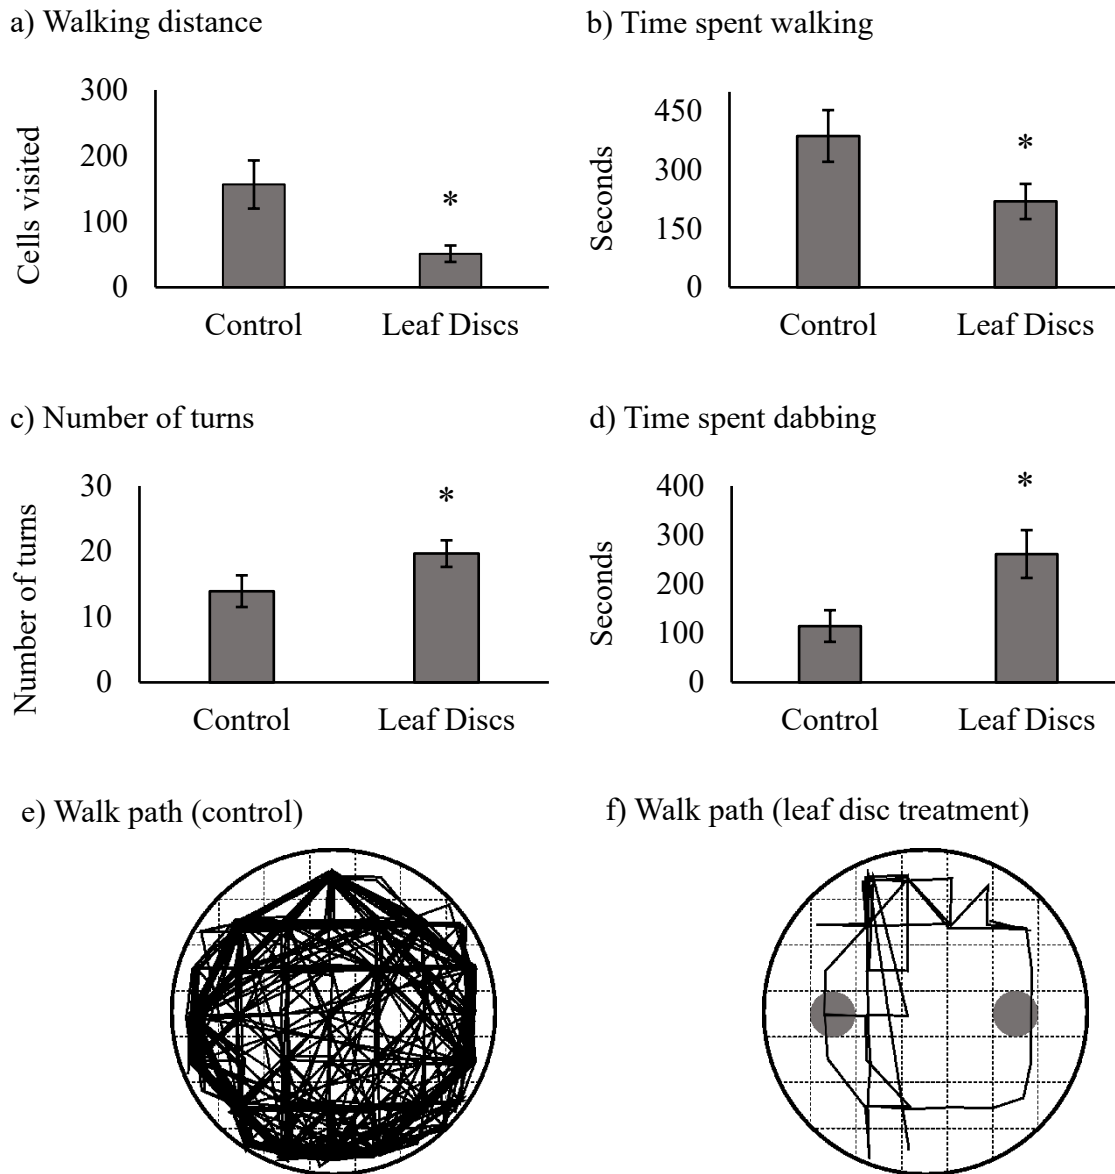 a) Walking distance
b) Time spent walking
300
200
100
0
Cells visited
Control
Leaf Discs
*
450
300
150
0
Seconds
Control
Leaf Discs
*
c) Number of turns
d) Time spent dabbing
30
20
10
0
Number of turns
Control
Leaf Discs
*
400
300
200
100
0
Seconds
Control
Leaf Discs
*
e) Walk path (control)
f) Walk path (leaf disc treatment)